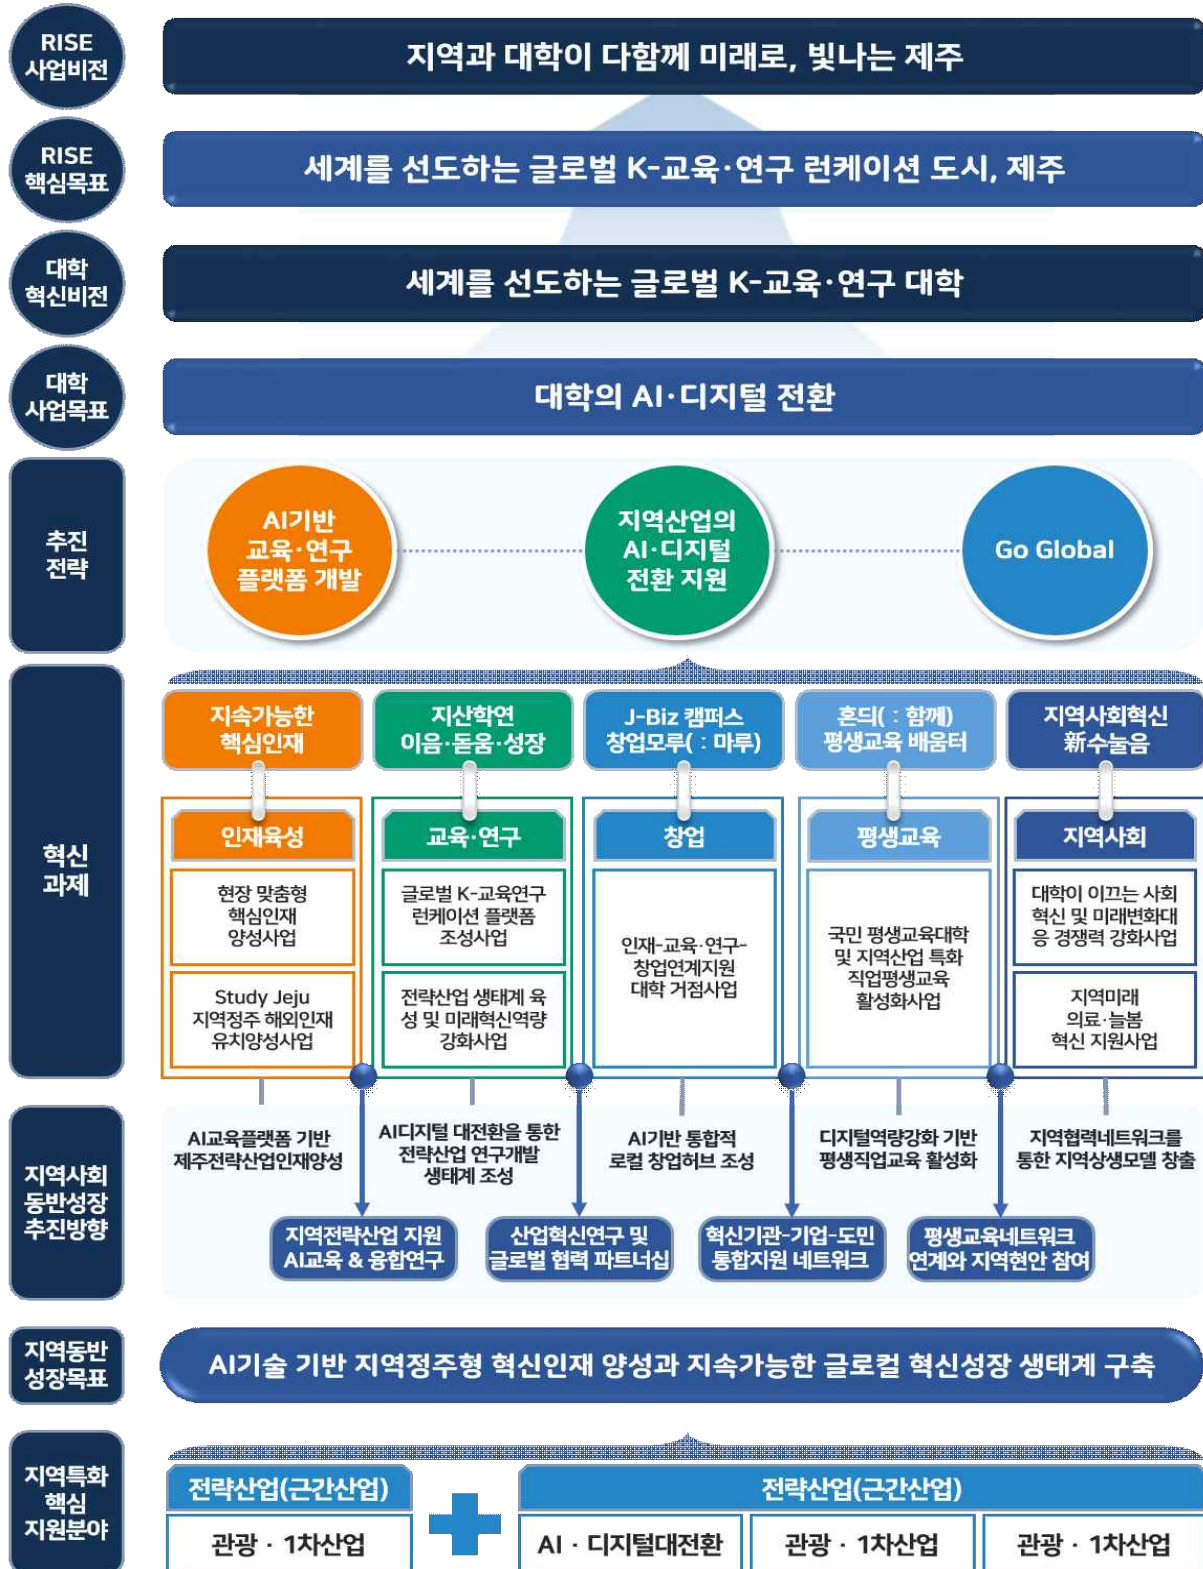 RISE
사업비전
지역과 대학이 다함께 미래로, 빛나는 제주
RISE
핵심목표
세계를 선도하는 글로벌 K-교육·연구 런케이션 도시, 제주
대학
혁신비전
세계를 선도하는 글로벌 K-교육·연구 대학
대학
사업목표
대학의 AI·디지털 전환
추진
전략
AI기반
교육·연구
플랫폼 개발
지역산업의
AI·디지털
전환 지원
Go Global
혁신
과제
지속가능한
핵심인재
지산학연
이음·돋움·성장
J-Biz 캠퍼스
창업모루( : 마루)
혼듸( : 함께)
평생교육 배움터
지역사회혁신
新수눌음
인재육성
현장 맞춤형
핵심인재
양성사업
Study Jeju
지역정주 해외인재
유치양성사업
교육·연구
글로벌 K-교육연구
런케이션 플랫폼
조성사업
전략산업 생태계 육
성 및 미래혁신역량
강화사업
창업
인재-교육·연구-
창업연계지원
대학 거점사업
평생교육
국민 평생교육대학
및 지역산업 특화
직업평생교육
활성화사업
지역사회
대학이 이끄는 사회
혁신 및 미래변화대
응 경쟁력 강화사업
지역미래
의료·늘봄
혁신 지원사업
지역사회
동반성장
추진방향
AI교육플랫폼 기반
제주전략산업인재양성
AI디지털 대전환을 통한
전략산업 연구개발
생태계 조성
AI기반 통합적
로컬 창업허브 조성
디지털역량강화 기반
평생직업교육 활성화
지역협력네트워크를
통한 지역상생모델 창출
지역전략산업 지원
AI교육 & 융합연구
산업혁신연구 및
글로벌 협력 파트너십
혁신기관-기업-도민
통합지원 네트워크
평생교육네트워크
연계와 지역현안 참여
지역동반
성장목표
AI기술 기반 지역정주형 혁신인재 양성과 지속가능한 글로컬 혁신성장 생태계 구축
지역특화
핵심
지원분야
전략산업(근간산업)
관광 · 1차산업
전략산업(근간산업)
AI · 디지털대전환
관광 · 1차산업
관광 · 1차산업